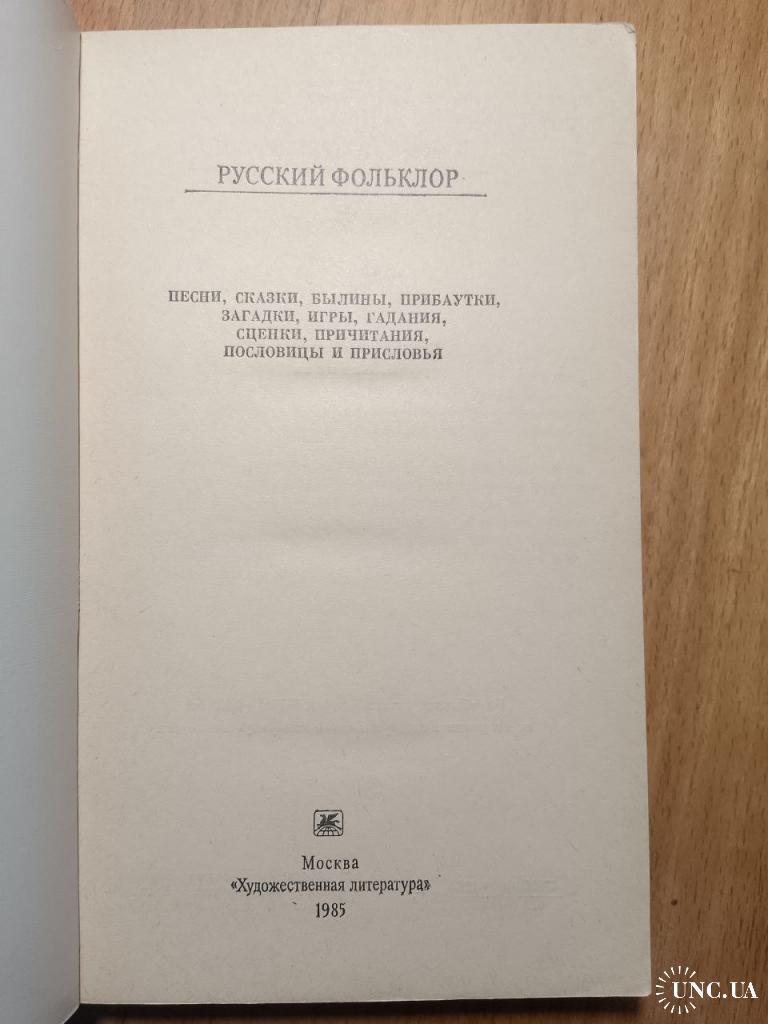 РУССКИЙ ФОЛЬКЛОР
ПЕСНИ, СКАЗКИ, БЫЛИНЫ, ПРИБАУТКИ,
ЗАГАДКИ, ИГРЫ, ГАДАНИЯ,
СЦЕНКИ, ПРИЧИТАНИЯ,
ПОСЛОВИЦЫ И ПРИСЛОВЬЯ
Москва
«Художественная литература»
1985
UNC.UA